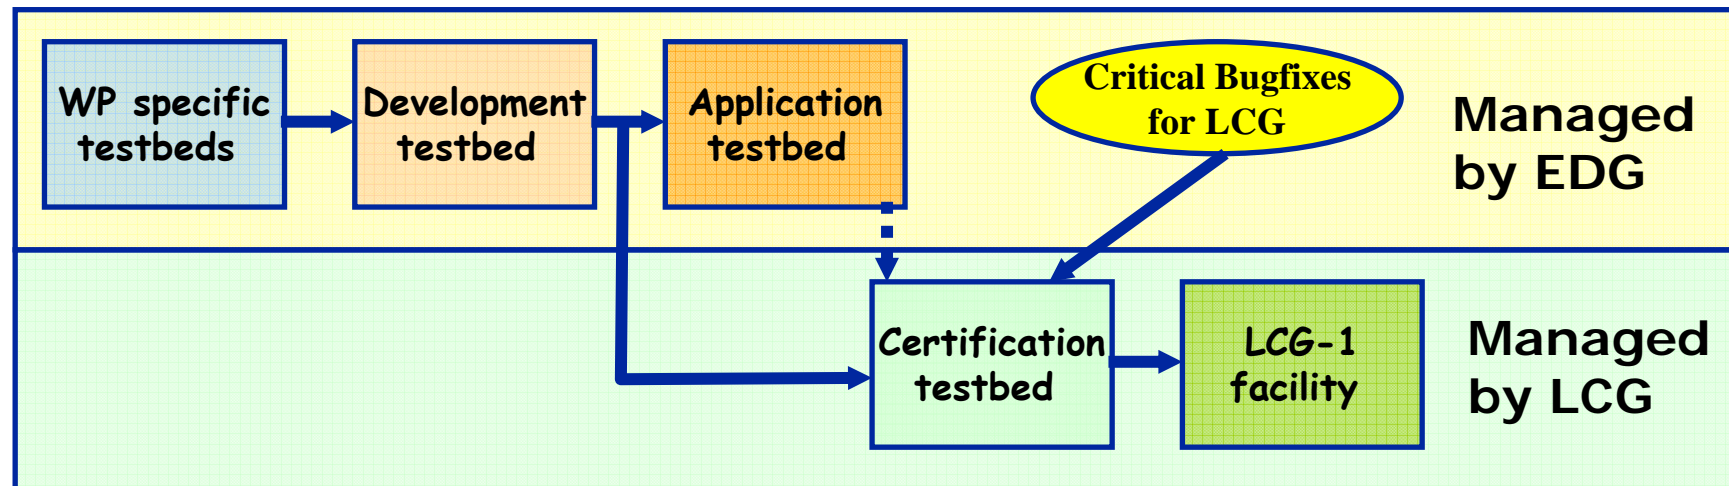 WP specific
testbeds
Development
testbed
Application
testbed
Critical Bugfixes
for LCG
Managed
by EDG
Certification
testbed
LCG-1
facility
Managed
by LCG